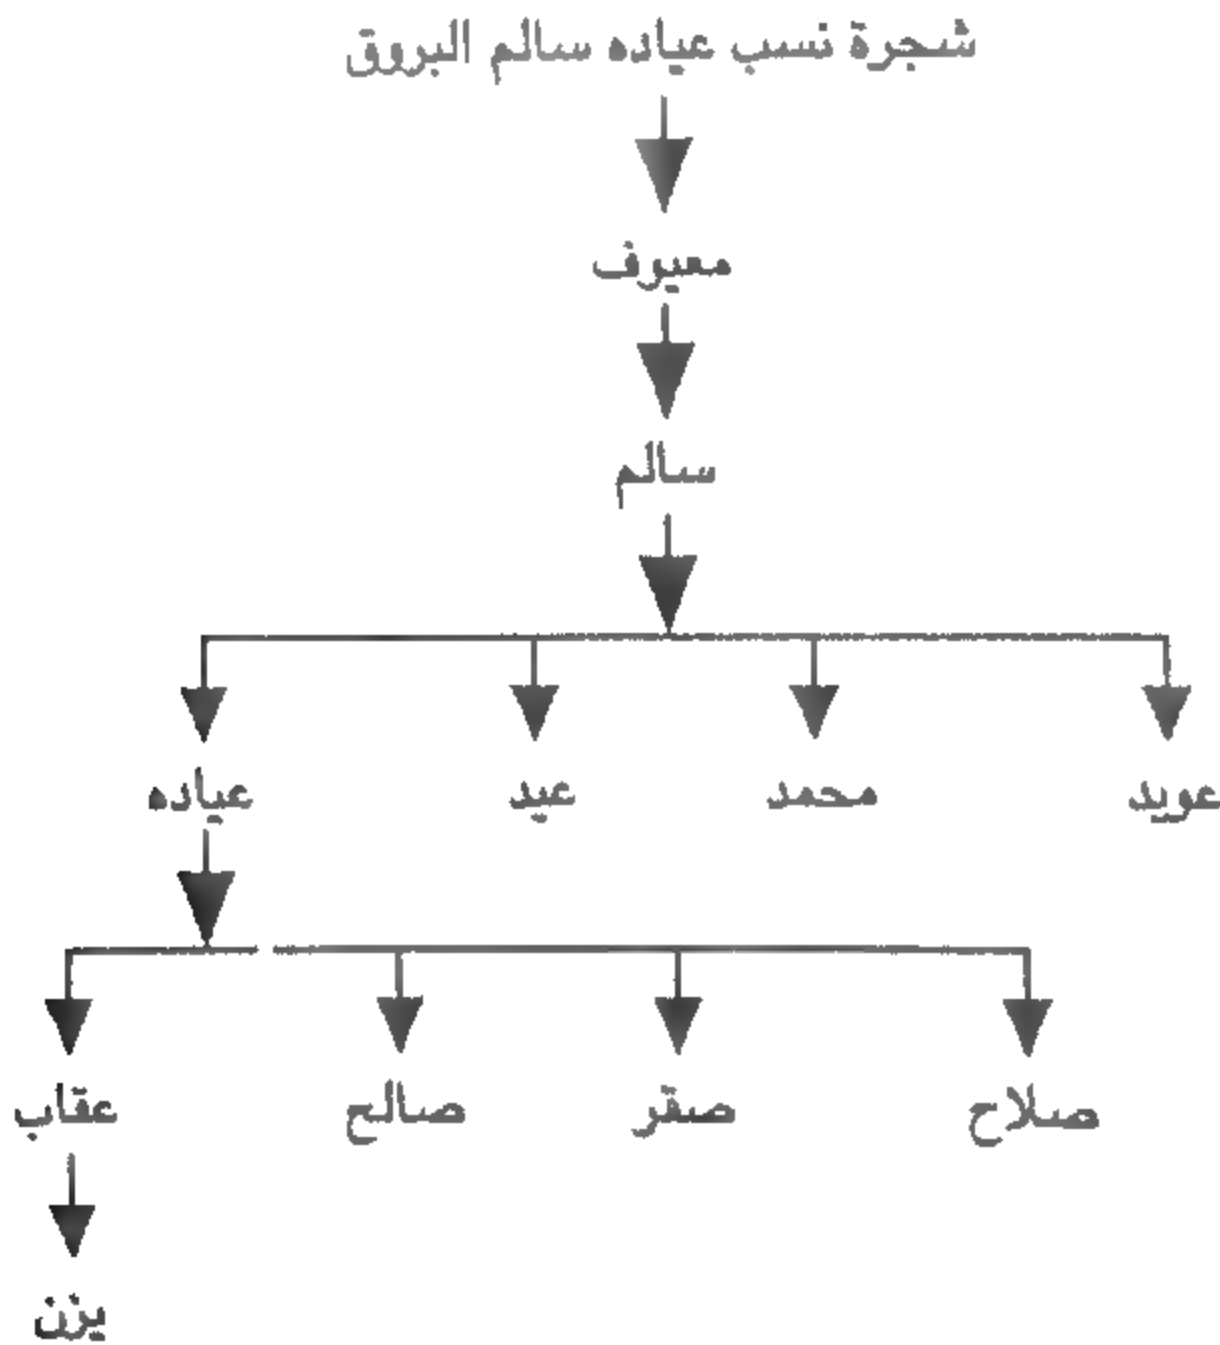 شجرة نسب عياده سالم البروق
معيوف
سالم
عويد محمد عيد عياده
صلاح صقر صالح عقاب
يزن